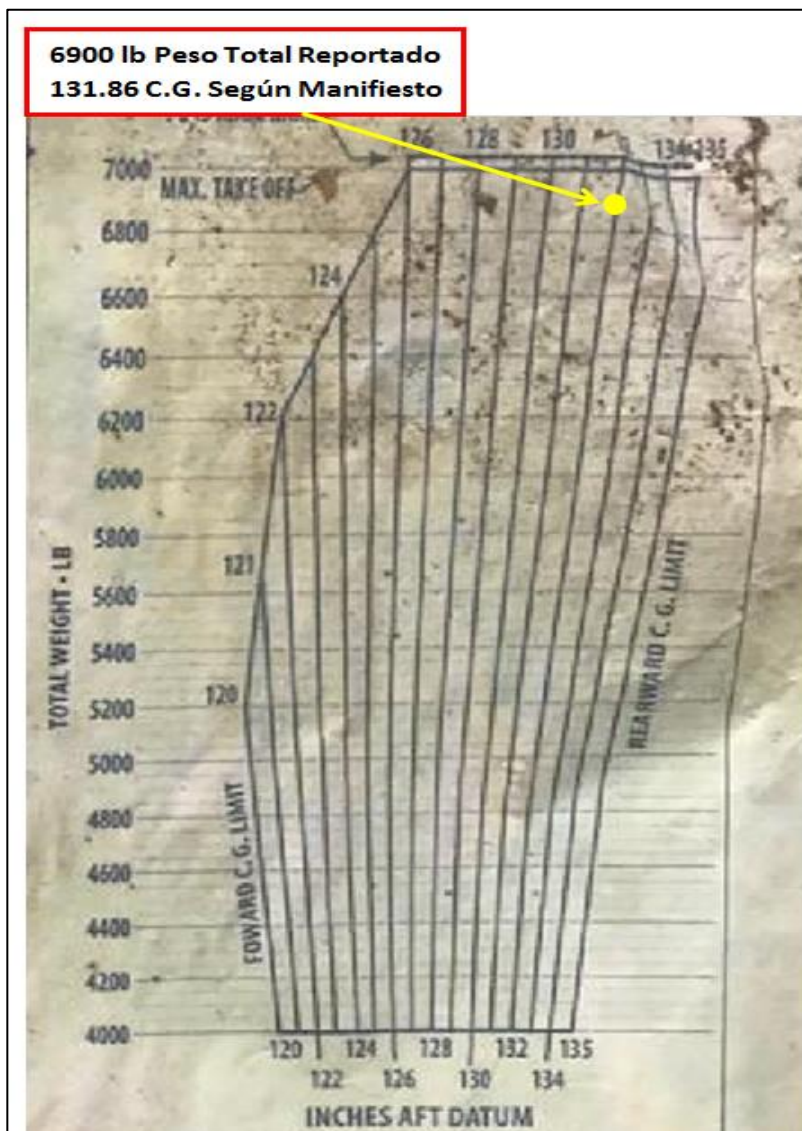 6900 lb Peso Total Reportado
131.86 C.G. Según Manifiesto
126 128 130 134 135
7000
MAX. TAKE OFF
6800
124
6600
6400
122
6200
6000
5800
121
5600
5400
120
5200
5000
4800
4600
4400
4200
4000
TOTAL WEIGHT - LB
FOWARD C.G. LIMIT
REARWARD C.G. LIMIT
120 124 128 132 135
122 126 130 134
INCHES AFT DATUM